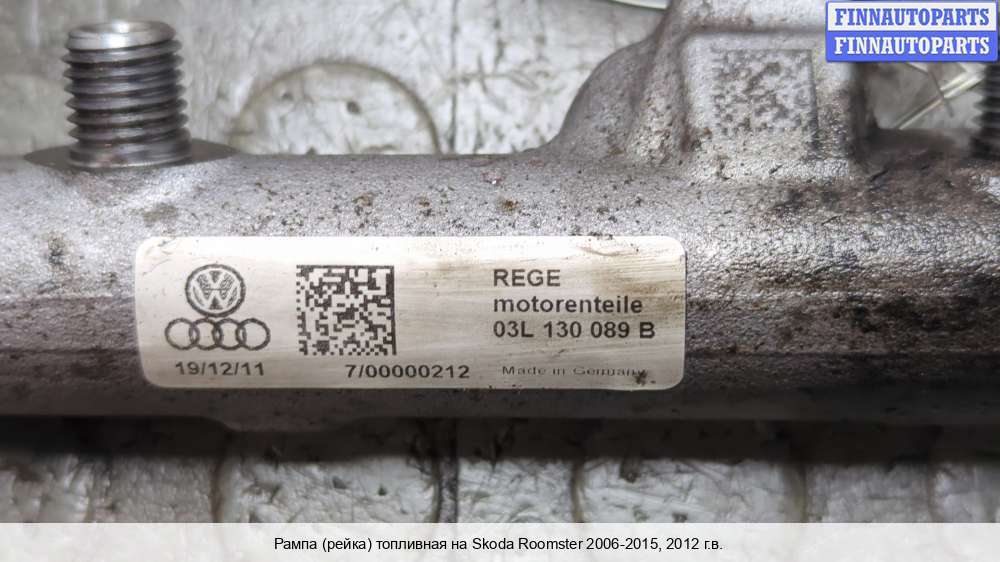 FINNAUTOPARTS
FINNAUTOPARTS
REGE
motorenteile
03L 130 089 B
19/12/11
7/00000212
Made in Germany
Рампа (рейка) топливная на Skoda Roomster 2006-2015, 2012 г.в.